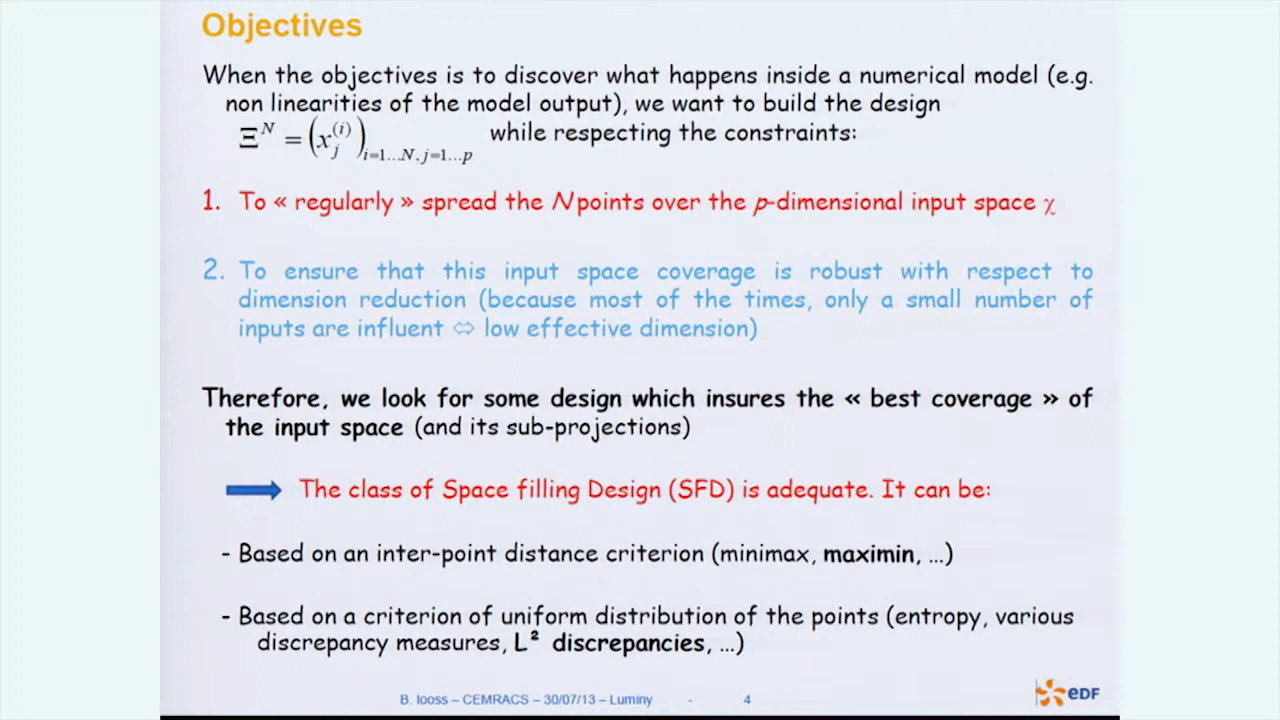 Objectives
When the objectives is to discover what happens inside a numerical model (e.g.
non linearities of the model output), we want to build the design
Ξ^N = (x_j^(i))_{i=1...N, j=1...p} while respecting the constraints:
1. To « regularly » spread the N points over the p-dimensional input space χ
2. To ensure that this input space coverage is robust with respect to
dimension reduction (because most of the times, only a small number of
inputs are influent ⇔ low effective dimension)
Therefore, we look for some design which insures the « best coverage » of
the input space (and its sub-projections)
The class of Space filling Design (SFD) is adequate. It can be:
- Based on an inter-point distance criterion (minimax, maximin, ...)
- Based on a criterion of uniform distribution of the points (entropy, various
discrepancy measures, L² discrepancies, ...)
B. Iooss – CEMRACS – 30/07/13 – Luminy - 4
eDF